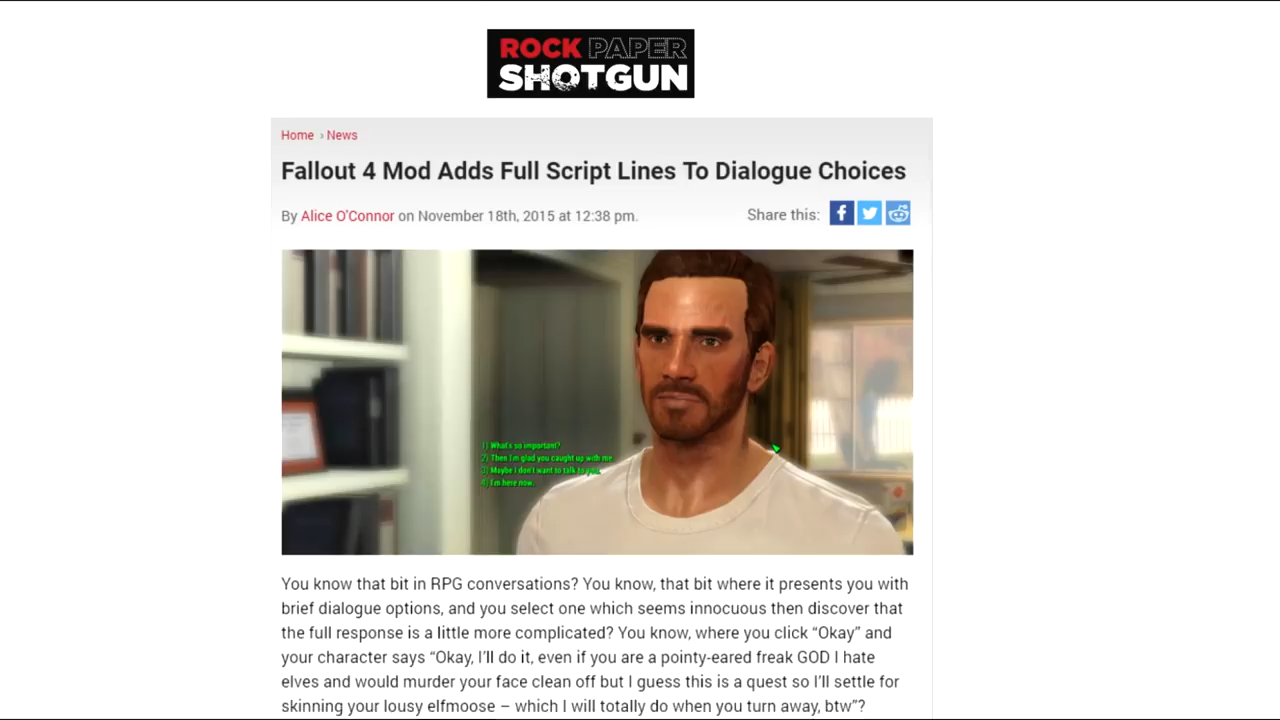 ROCK PAPER
SHOTGUN
Home › News
Fallout 4 Mod Adds Full Script Lines To Dialogue Choices
By Alice O'Connor on November 18th, 2015 at 12:38 pm.
Share this:
1) What's so important?
2) Then I'm glad you caught up with me.
3) Maybe I don't want to talk to you.
4) I'm here now.
You know that bit in RPG conversations? You know, that bit where it presents you with
brief dialogue options, and you select one which seems innocuous then discover that
the full response is a little more complicated? You know, where you click “Okay” and
your character says “Okay, I’ll do it, even if you are a pointy-eared freak GOD I hate
elves and would murder your face clean off but I guess this is a quest so I’ll settle for
skinning your lousy elfmoose – which I will totally do when you turn away, btw”?